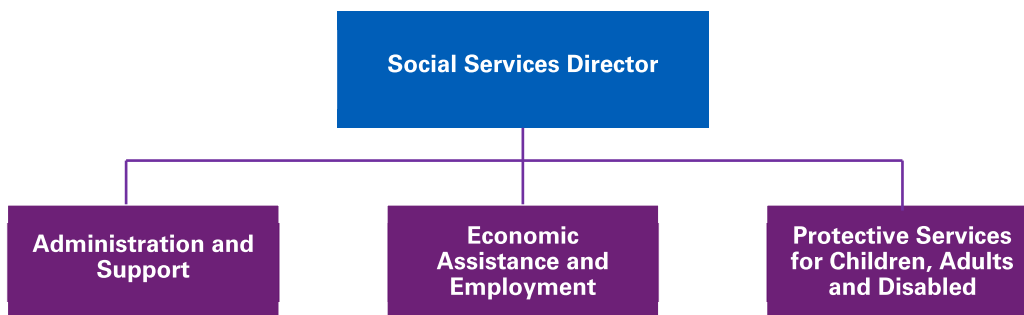 Social Services Director
Administration and
Support
Economic
Assistance and
Employment
Protective Services
for Children, Adults
and Disabled